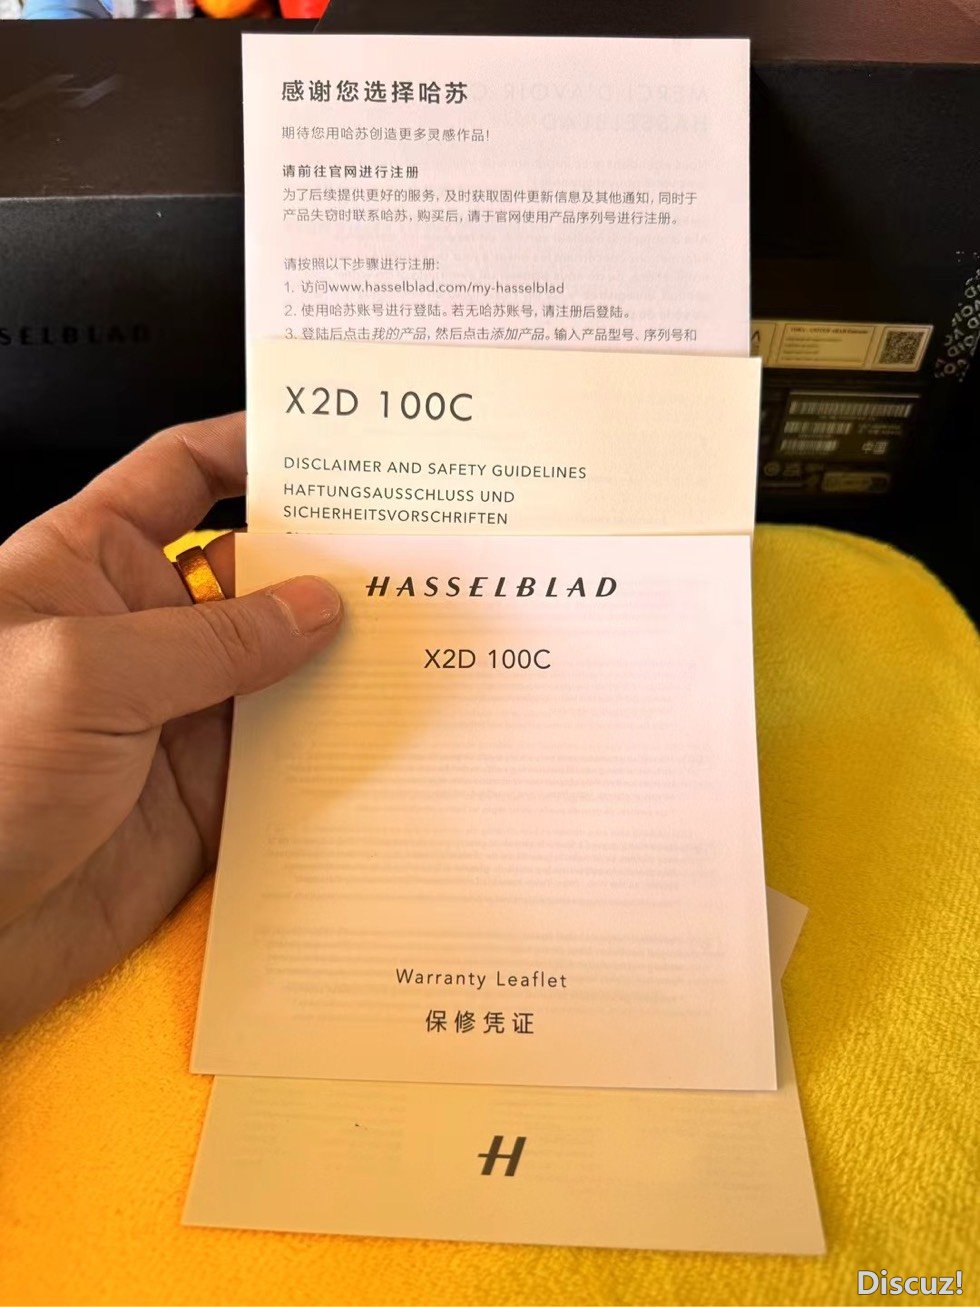 感谢您选择哈苏
期待您用哈苏创造更多灵感作品!
请前往官网进行注册
为了后续提供更好的服务,及时获取固件更新信息及其他通知,同时于
产品失窃时联系哈苏,购买后,请于官网使用产品序列号进行注册。
请按照以下步骤进行注册:
1. 访问www.hasselblad.com/my-hasselblad
2. 使用哈苏账号进行登陆。若无哈苏账号,请注册后登陆。
3. 登陆后点击我的产品,然后点击添加产品。输入产品型号、序列号和
SSELBLAD
中国
X2D 100C
DISCLAIMER AND SAFETY GUIDELINES
HAFTUNGSAUSSCHLUSS UND
SICHERHEITSVORSCHRIFTEN
HASSELBLAD
X2D 100C
Warranty Leaflet
保修凭证
H
Discuz!